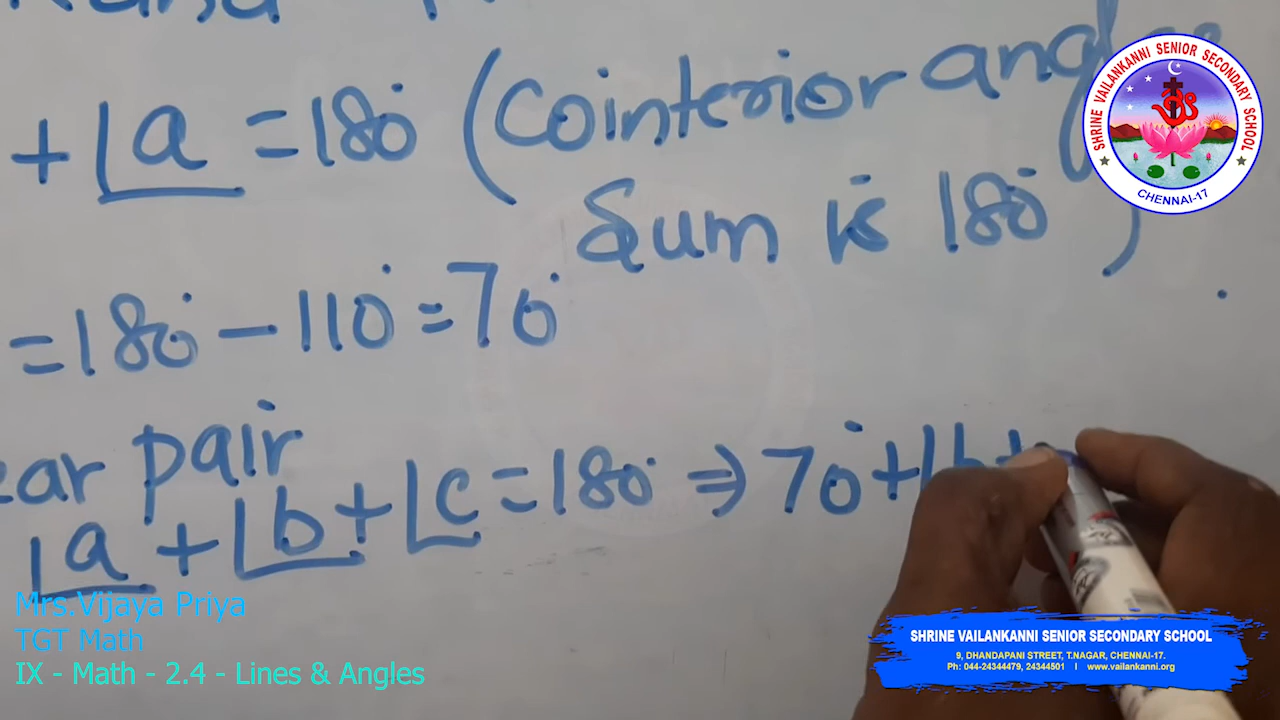 + ∠a = 180° (Cointerior angles
Sum is 180°)
= 180° − 110° = 70°
ear pair
∠a + ∠b + ∠c = 180° ⇒ 70° + ∠b +
SHRINE VAILANKANNI SENIOR SECONDARY SCHOOL
CHENNAI-17
Mrs.Vijaya Priya
TGT Math
IX - Math - 2.4 - Lines & Angles
SHRINE VAILANKANNI SENIOR SECONDARY SCHOOL
9, DHANDAPANI STREET, T.NAGAR, CHENNAI-17.
Ph: 044-24344479, 24344501 I www.vailankanni.org